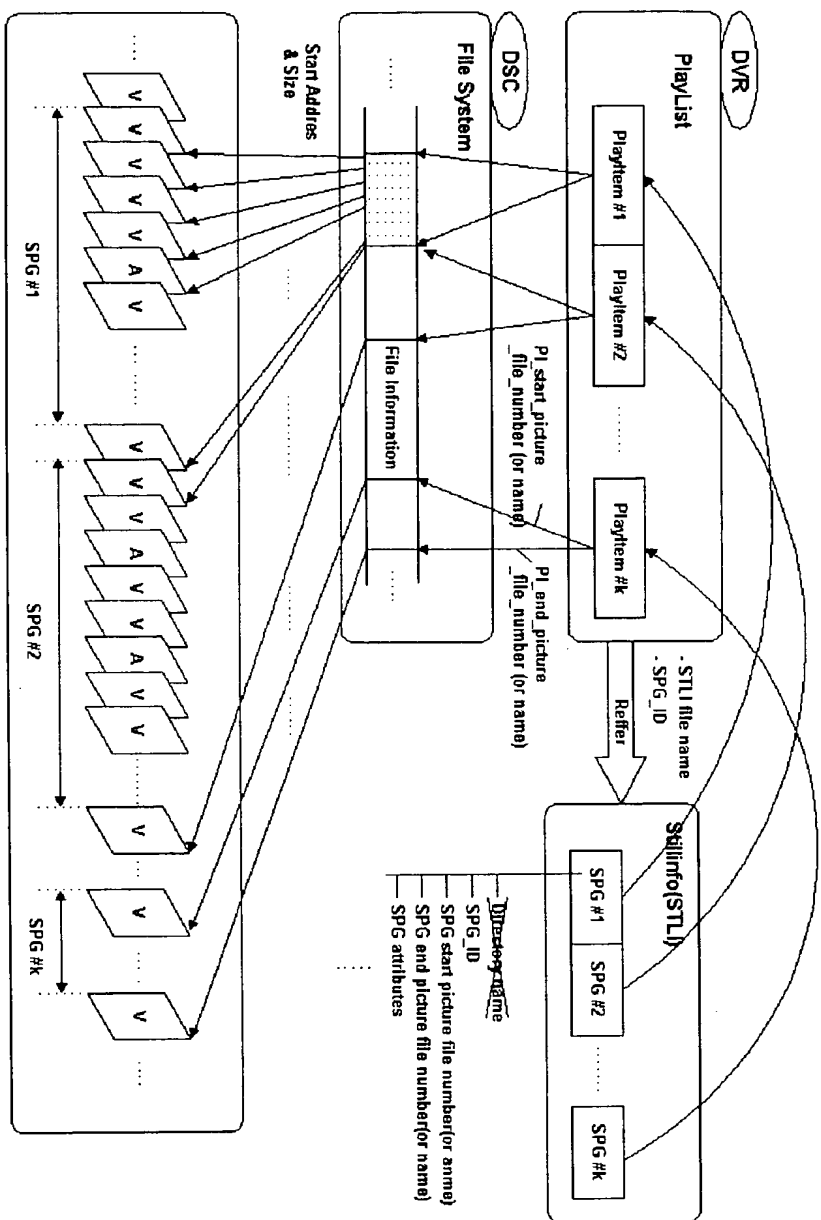 DVR
PlayList
PlayItem #1
PlayItem #2
......
PlayItem #k
- STLI file name
- SPG_ID
Reffer
Stillinfo(STLI)
SPG #1
SPG #2
......
SPG #k
Directory name
SPG_ID
SPG start picture file number(or anme)
SPG end picture file number(or name)
SPG attributes
......
PI_start_picture
_file_number (or name)
PI_end_picture
_file_number (or name)
DSC
File System
......
File Information
......
Start Addres
& Size
......
......
......
V
V
V
V
V
A
V
......
V
V
V
A
V
V
A
V
V
......
V
......
V
......
V
......
SPG #1
SPG #2
SPG #k